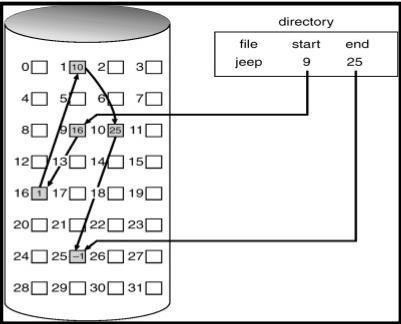 directory
file start end
jeep 9 25
0 1 10 2 3
4 5 6 7
8 9 16 10 25 11
12 13 14 15
16 1 17 18 19
20 21 22 23
24 25 -1 26 27
28 29 30 31